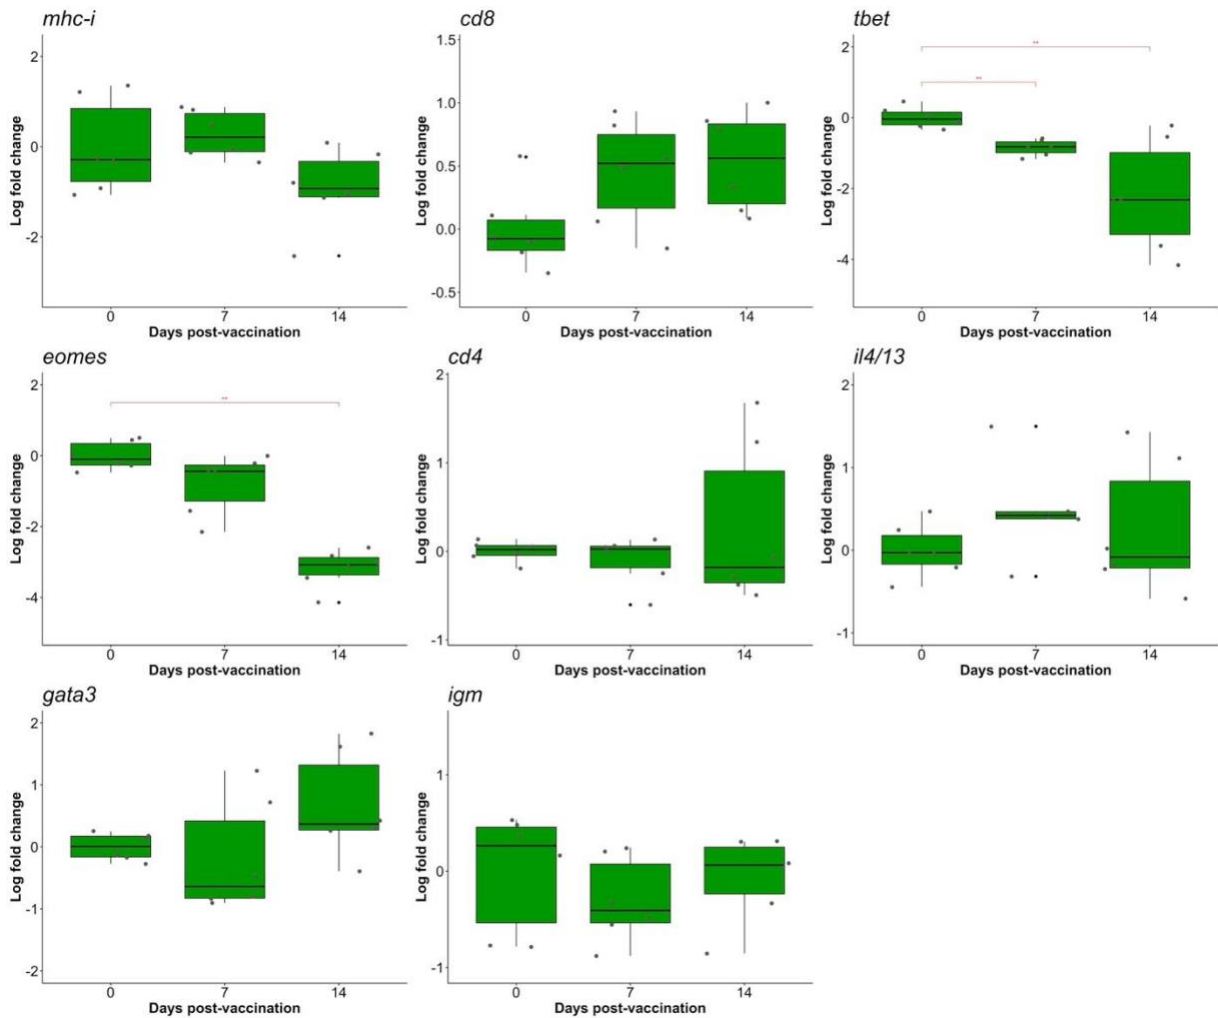 mhc-i
cd8
tbet
Log fold change
2
0
-2
0
7
14
Days post-vaccination
Log fold change
1.5
1.0
0.5
0.0
-0.5
0
7
14
Days post-vaccination
Log fold change
2
0
-2
-4
**
**
0
7
14
Days post-vaccination
eomes
cd4
il4/13
Log fold change
2
0
-2
-4
**
0
7
14
Days post-vaccination
Log fold change
2
1
0
-1
0
7
14
Days post-vaccination
Log fold change
2
1
0
-1
0
7
14
Days post-vaccination
gata3
igm
Log fold change
2
1
0
-1
-2
0
7
14
Days post-vaccination
Log fold change
1
0
-1
0
7
14
Days post-vaccination